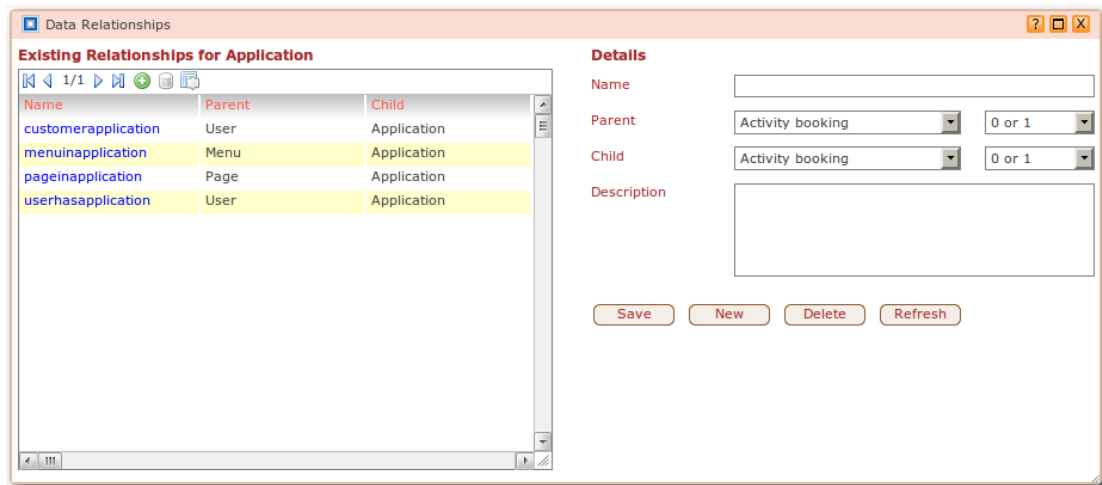 Data Relationships ? X
Existing Relationships for Application
1/1
Name Parent Child
customerapplication User Application
menuinapplication Menu Application
pageinapplication Page Application
userhasapplication User Application
Details
Name
Parent Activity booking 0 or 1
Child Activity booking 0 or 1
Description
Save New Delete Refresh